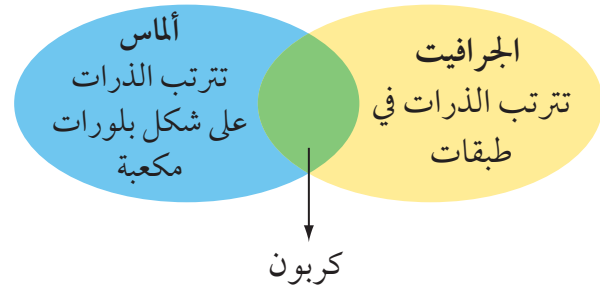 الجرافيت
تترتب الذرات في
طبقات
ألماس
تترتب الذرات
على شكل بلورات
مكعبة
كربون